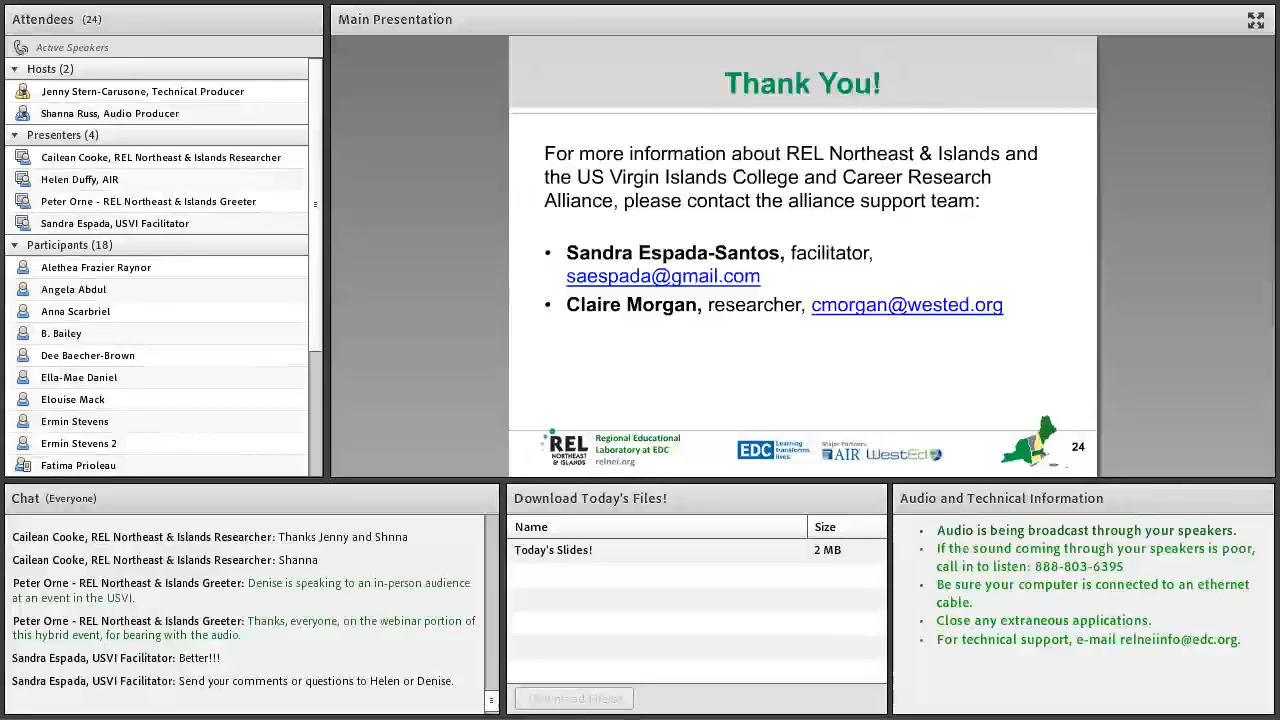 Attendees (24)
Active Speakers
Hosts (2)
Jenny Stern-Carusone, Technical Producer
Shanna Russ, Audio Producer
Presenters (4)
Cailean Cooke, REL Northeast & Islands Researcher
Helen Duffy, AIR
Peter Orne - REL Northeast & Islands Greeter
Sandra Espada, USVI Facilitator
Participants (18)
Alethea Frazier Raynor
Angela Abdul
Anna Scarbriel
B. Bailey
Dee Baecher-Brown
Ella-Mae Daniel
Elouise Mack
Ermin Stevens
Ermin Stevens 2
Fatima Prioleau
Main Presentation
Thank You!
For more information about REL Northeast & Islands and
the US Virgin Islands College and Career Research
Alliance, please contact the alliance support team:
• Sandra Espada-Santos, facilitator,
saespada@gmail.com
• Claire Morgan, researcher, cmorgan@wested.org
REL
NORTHEAST
& ISLANDS
Regional Educational
Laboratory at EDC
relnei.org
EDC Learning
transforms
lives.
Major Partners:
AIR WestEd
24
Chat (Everyone)
Cailean Cooke, REL Northeast & Islands Researcher: Thanks Jenny and Shnna
Cailean Cooke, REL Northeast & Islands Researcher: Shanna
Peter Orne - REL Northeast & Islands Greeter: Denise is speaking to an in-person audience
at an event in the USVI.
Peter Orne - REL Northeast & Islands Greeter: Thanks, everyone, on the webinar portion of
this hybrid event, for bearing with the audio.
Sandra Espada, USVI Facilitator: Better!!!
Sandra Espada, USVI Facilitator: Send your comments or questions to Helen or Denise.
Download Today's Files!
Name Size
Today's Slides! 2 MB
Download File(s)
Audio and Technical Information
• Audio is being broadcast through your speakers.
• If the sound coming through your speakers is poor,
call in to listen: 888-803-6395
• Be sure your computer is connected to an ethernet
cable.
• Close any extraneous applications.
• For technical support, e-mail relneiinfo@edc.org.